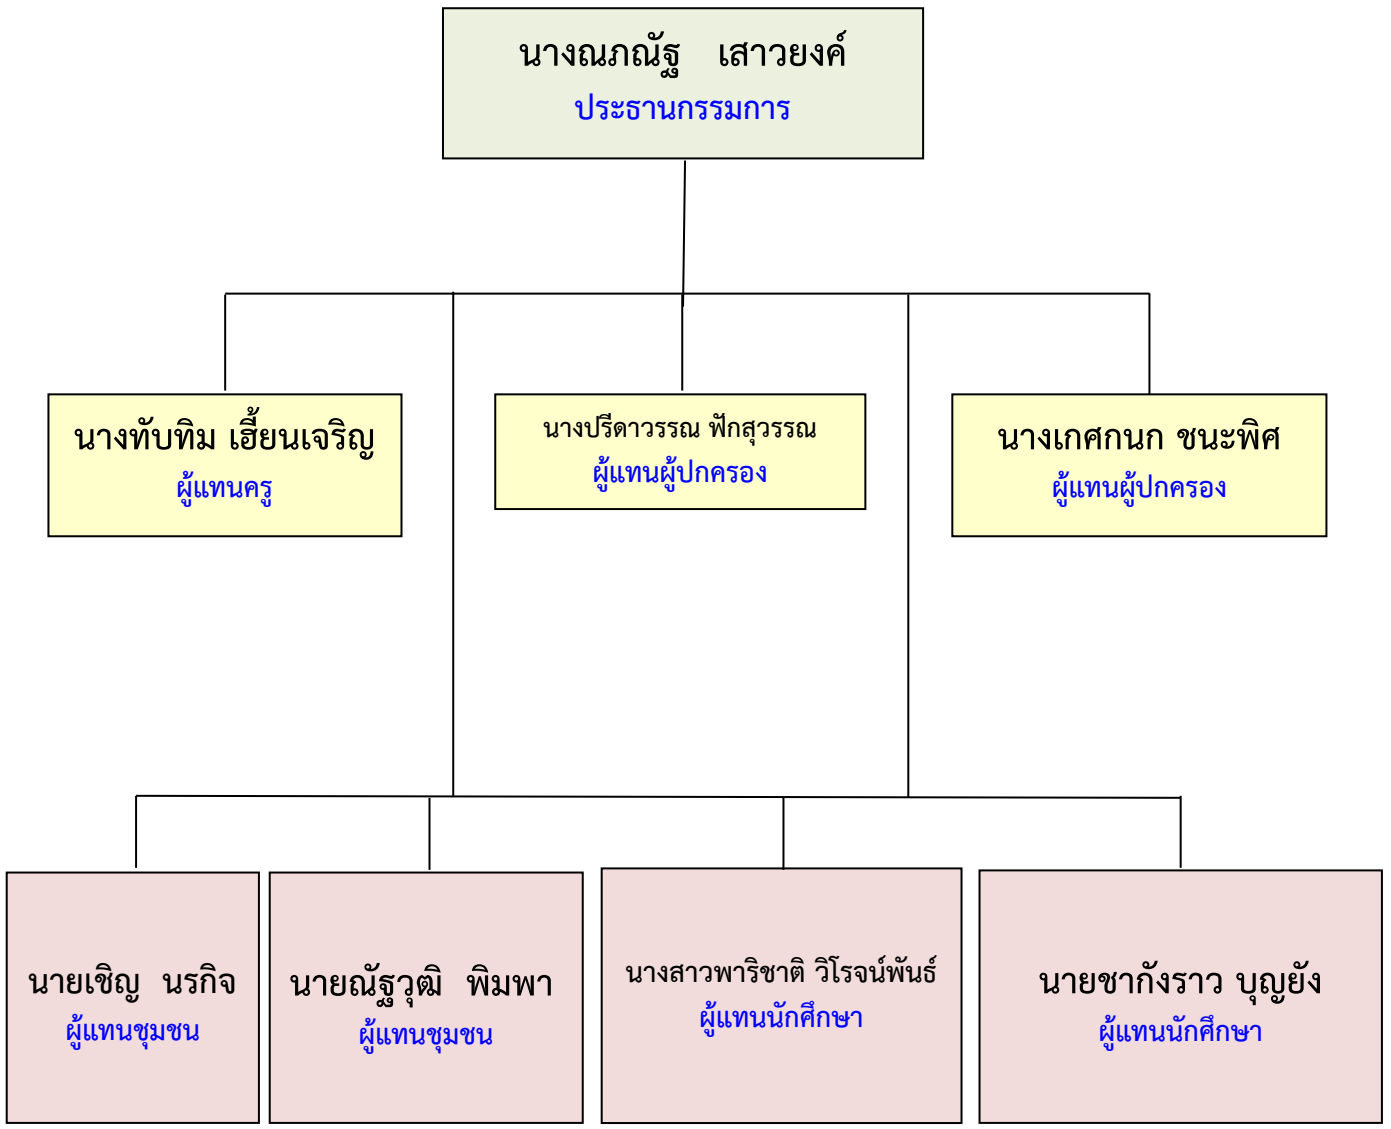 นางณภณัฐ เสาวยงค์
ประธานกรรมการ
นางทับทิม เฮี้ยนเจริญ
ผู้แทนครู
นางปรีดาวรรณ ฟักสุวรรณ
ผู้แทนผู้ปกครอง
นางเกศกนก ชนะพิศ
ผู้แทนผู้ปกครอง
นายเชิญ นรกิจ
ผู้แทนชุมชน
นายณัฐวุฒิ พิมพา
ผู้แทนชุมชน
นางสาวพาริชาติ วิโรจน์พันธ์
ผู้แทนนักศึกษา
นายชากังราว บุญยัง
ผู้แทนนักศึกษา